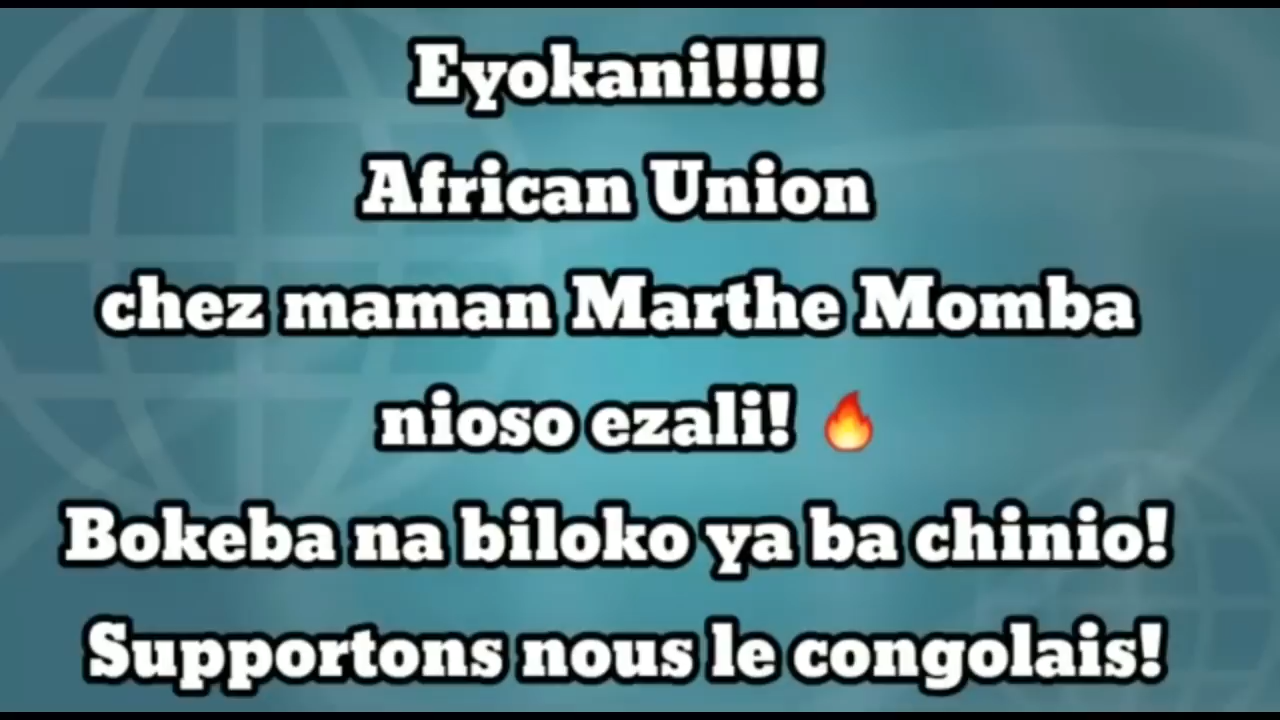 Eyokani!!!!
African Union
chez maman Marthe Momba
nioso ezali! 🔥
Bokeba na biloko ya ba chinio!
Supportons nous le congolais!